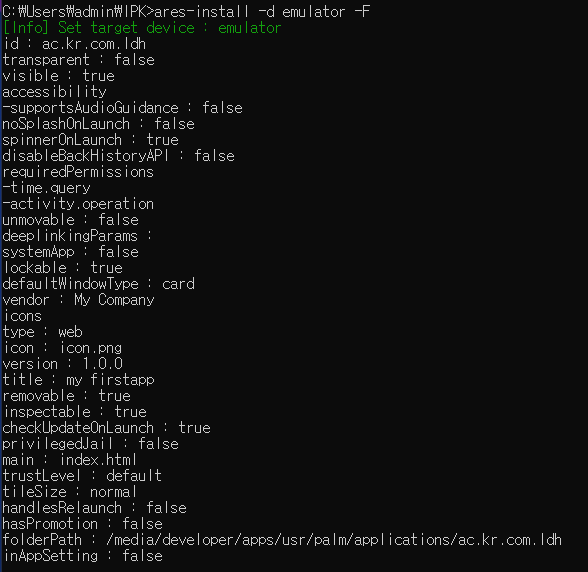 C:₩Users₩admin₩IPK>ares-install -d emulator -F
[Info] Set target device : emulator
id : ac.kr.com.ldh
transparent : false
visible : true
accessibility
-supportsAudioGuidance : false
noSplashOnLaunch : false
spinnerOnLaunch : true
disableBackHistoryAPI : false
requiredPermissions
-time.query
-activity.operation
unmovable : false
deeplinkingParams :
systemApp : false
lockable : true
defaultWindowType : card
vendor : My Company
icons
type : web
icon : icon.png
version : 1.0.0
title : my firstapp
removable : true
inspectable : true
checkUpdateOnLaunch : true
privilegedJail : false
main : index.html
trustLevel : default
tileSize : normal
handlesRelaunch : false
hasPromotion : false
folderPath : /media/developer/apps/usr/palm/applications/ac.kr.com.ldh
inAppSetting : false